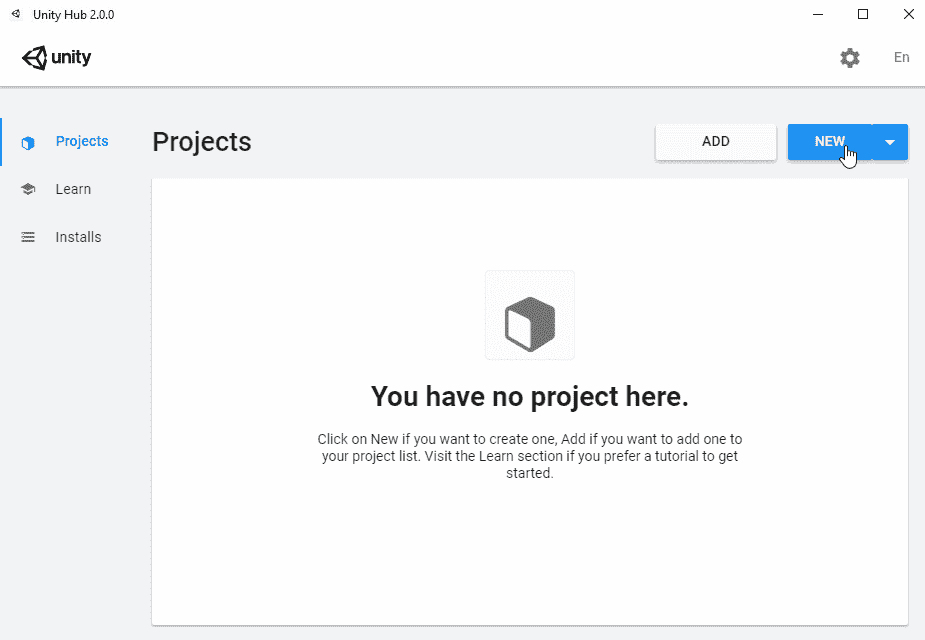 Unity Hub 2.0.0
unity
En
Projects
Learn
Installs
Projects
ADD
NEW
You have no project here.
Click on New if you want to create one, Add if you want to add one to
your project list. Visit the Learn section if you prefer a tutorial to get
started.